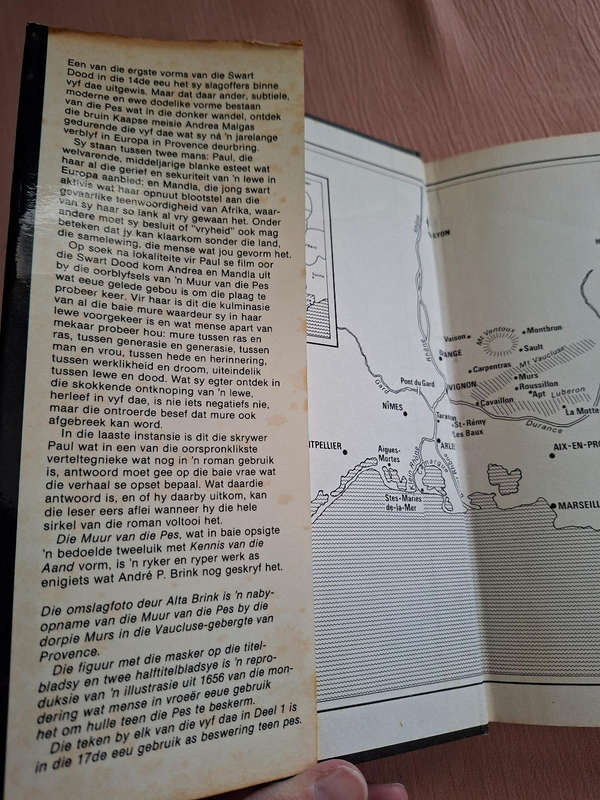 Een van die ergste vorms van die Swart
Dood in die 14de eeu het sy slagoffers binne
vyf dae uitgewis. Maar dat daar ander, subtiele,
moderne en ewe dodelike vorme bestaan
van die Pes wat in die donker wandel, ontdek
die bruin Kaapse meisie Andrea Malgas
gedurende die vyf dae wat sy ná 'n jarelange
verblyf in Europa in Provence deurbring.
Sy staan tussen twee mans: Paul, die
welvarende, middeljarige blanke esteet wat
haar al die gerief en sekuriteit van 'n lewe in
Europa aanbied; en Mandla, die jong swart
aktivis wat haar opnuut blootstel aan die
gevaarlike teenwoordigheid van Afrika, waar-
van sy haar so lank al vry gewaan het. Onder
andere moet sy besluit of "vryheid" ook mag
beteken dat jy kan klaarkom sonder die land,
die samelewing, die mense wat jou gevorm het.
Op soek na lokaliteite vir Paul se film oor
die Swart Dood kom Andrea en Mandla uit
by die oorblyfsels van 'n Muur van die Pes
wat eeue gelede gebou is om die plaag te
probeer keer. Vir haar is dit die kulminasie
van al die baie mure waardeur sy in haar
lewe voorgekeer is en wat mense apart van
mekaar probeer hou: mure tussen ras en
ras, tussen generasie en generasie, tussen
man en vrou, tussen hede en herinnering,
tussen werklikheid en droom, uiteindelik
tussen lewe en dood. Wat sy egter ontdek in
die skokkende ontknoping van 'n lewe,
herleef in vyf dae, is nie iets negatiefs nie,
maar die ontroerde besef dat mure ook
afgebreek kan word.
In die laaste instansie is dit die skrywer
Paul wat in een van die oorspronklikste
verteltegnieke wat nog in 'n roman gebruik
is, antwoord moet gee op die baie vrae wat
die verhaal se opset bepaal. Wat daardie
antwoord is, en of hy daarby uitkom, kan
die leser eers aflei wanneer hy die hele
sirkel van die roman voltooi het.
Die Muur van die Pes, wat in baie opsigte
'n bedoelde tweeluik met Kennis van die
Aand vorm, is 'n ryker en ryper werk as
enigiets wat André P. Brink nog geskryf het.
Die omslagfoto deur Alta Brink is 'n naby-
opname van die Muur van die Pes by die
dorpie Murs in die Vaucluse-gebergte van
Provence.
Die figuur met die masker op die titel-
bladsy en twee halftitelbladsye is 'n repro-
duksie van 'n illustrasie uit 1656 van die mon-
dering wat mense in vroeër eeue gebruik
het om hulle teen die Pes te beskerm.
Die teken by elk van die vyf dae in Deel 1 is
in die 17de eeu gebruik as beswering teen pes.
LYON
Rhône
Vaison
Mt Ventoux
Montbrun
Sault
Carpentras
Mt Vaucluse
Murs
Roussillon
Apt
Luberon
Cavaillon
La Motte
Durance
Gard
Pont du Gard
NÎMES
St-Rémy
Les Baux
AIX-EN-PRO
Aigues-
Mortes
Camargue
Stes-Maries
de-la-Mer
MARSEILL